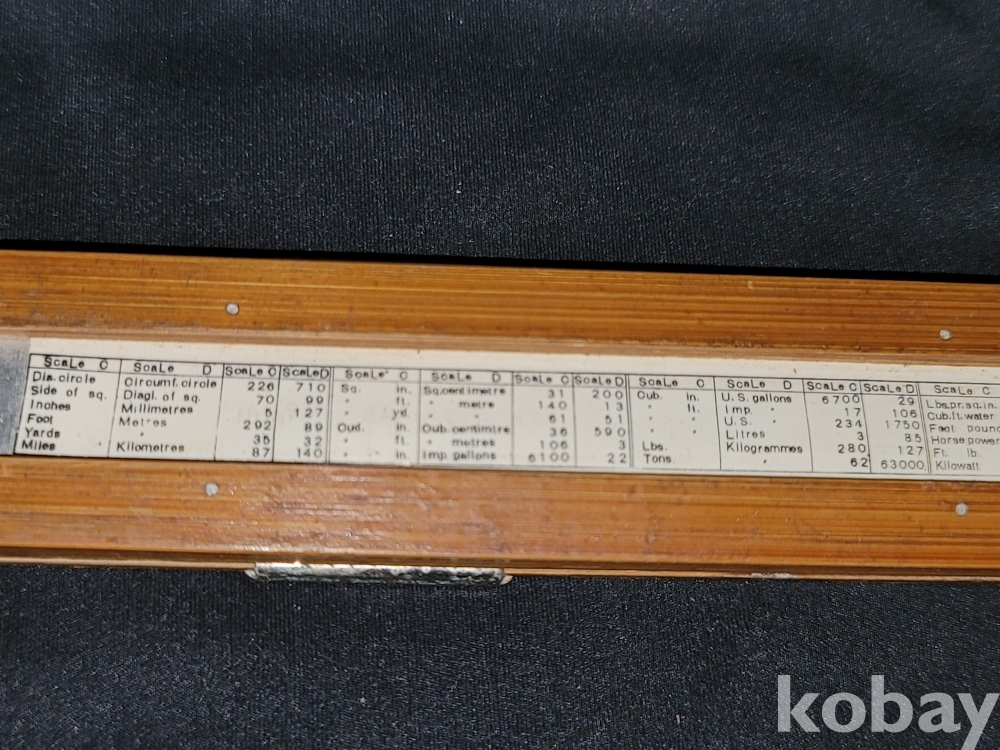 Scale C Scale D Scale C Scale D Scale C Scale D Scale C Scale D Scale C Scale D Scale C Scale D Scale C
Dia. circle Circumf. circle 226 710 Sq. in. Sq.centimetre 31 200 Cub. in. U.S. gallons 6700 29 Lbs.pr.sq.in.
Side of sq. Diagl. of sq. 70 99 " ft. " metre 140 13 " ft. Imp. " 17 106 Cub.ft.water
Inches Millimetres 5 127 " yd. " " 61 51 " " U.S. " 234 1750 Foot pound
Foot Metres 292 89 Cud. in. Cub.centimtre 36 590 " ft. Litres 3 85 Horse power
Yards " 35 32 " ft. " metres 106 3 Lbs. Kilogrammes 280 127 Ft. lb.
Miles Kilometres 87 140 " in. Imp. gallons 6100 22 Tons. " 62 63000 Kilowatt
kobay